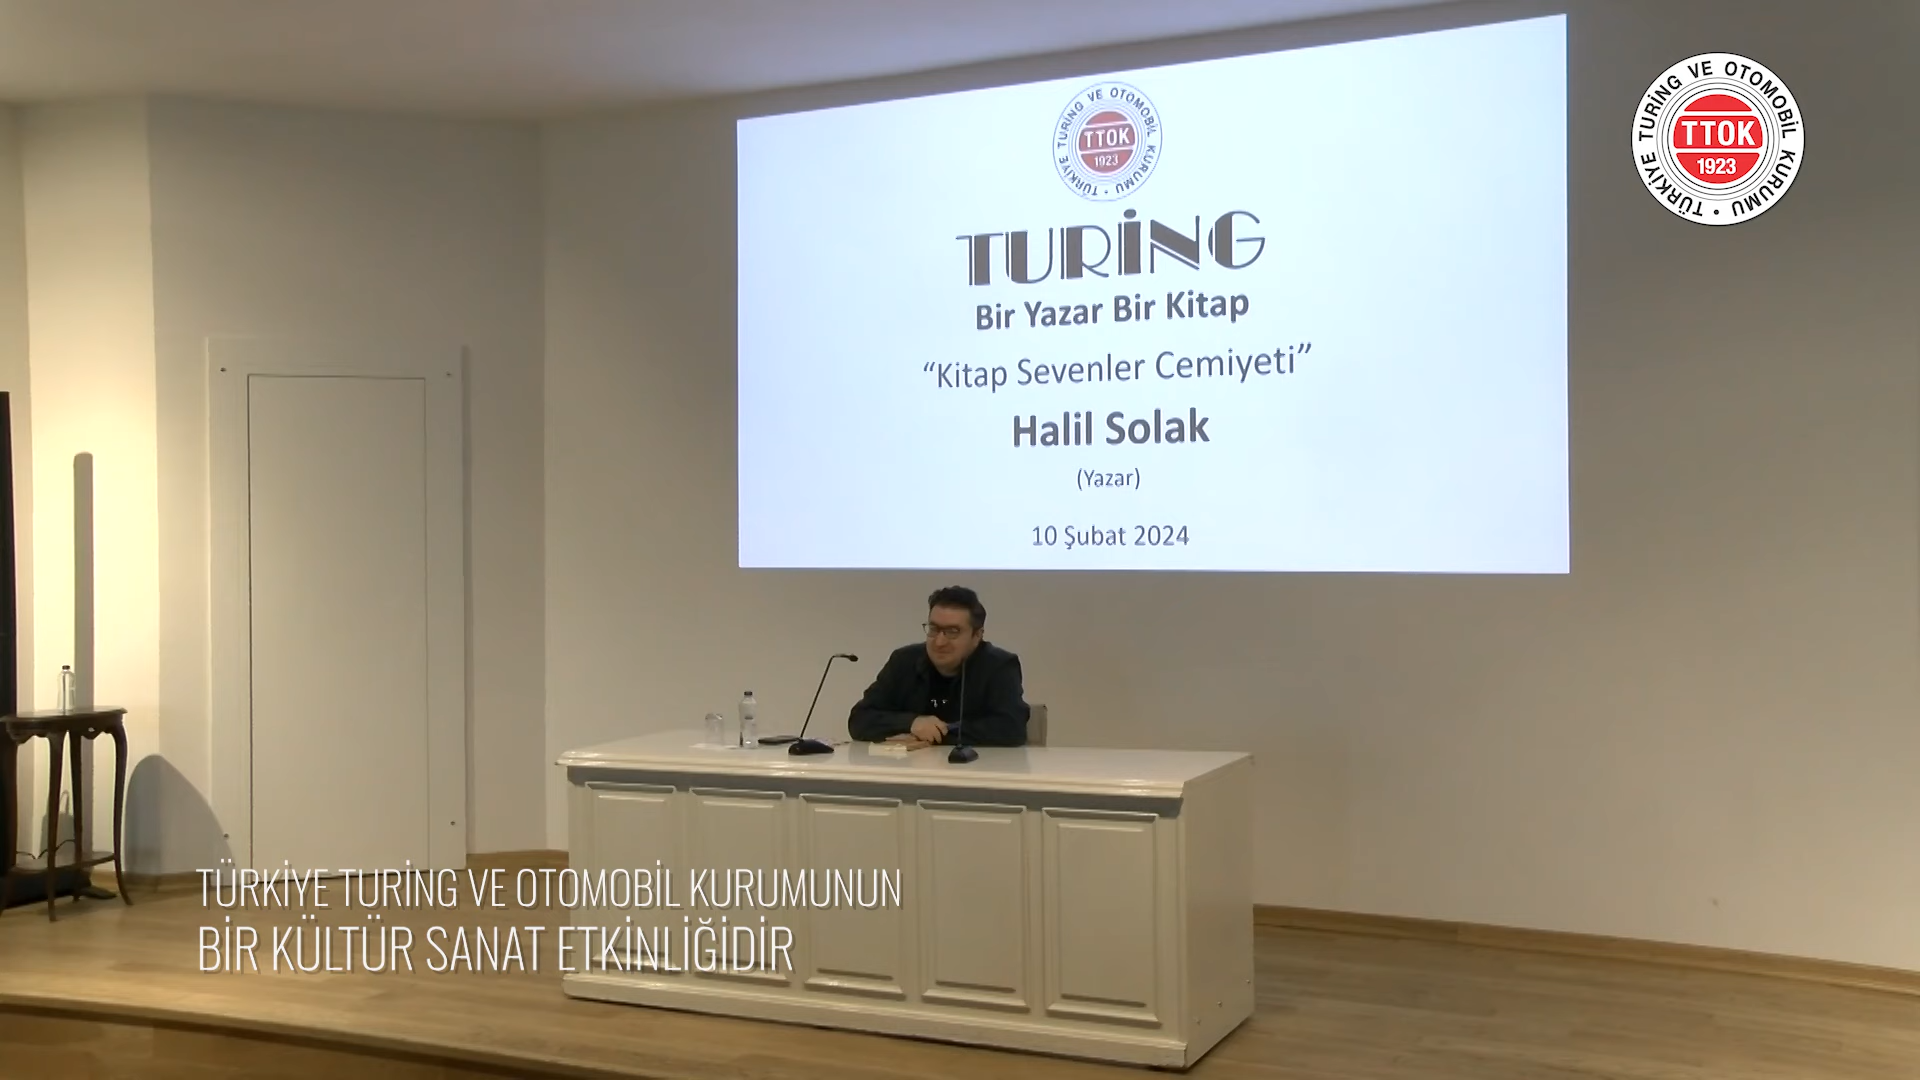 TÜRKİYE TURİNG VE OTOMOBİL KURUMU •
TTOK
1923
TURİNG
Bir Yazar Bir Kitap
“Kitap Sevenler Cemiyeti”
Halil Solak
(Yazar)
10 Şubat 2024
TÜRKİYE TURİNG VE OTOMOBİL KURUMU •
TTOK
1923
TÜRKİYE TURİNG VE OTOMOBİL KURUMUNUN
BİR KÜLTÜR SANAT ETKİNLİĞİDİR